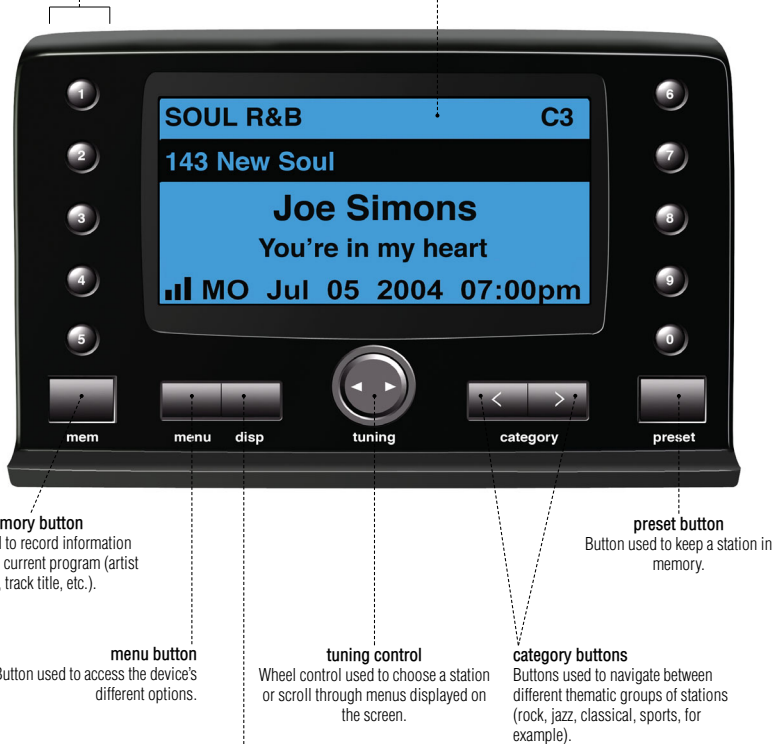 1
6
SOUL R&B C3
2
7
143 New Soul
Joe Simons
3
8
You're in my heart
4
9
MO Jul 05 2004 07:00pm
5
0
mem menu disp tuning category preset
mory button
to record information
current program (artist
, track title, etc.).
preset button
Button used to keep a station in
memory.
menu button
Button used to access the device's
different options.
tuning control
Wheel control used to choose a station
or scroll through menus displayed on
the screen.
category buttons
Buttons used to navigate between
different thematic groups of stations
(rock, jazz, classical, sports, for
example).